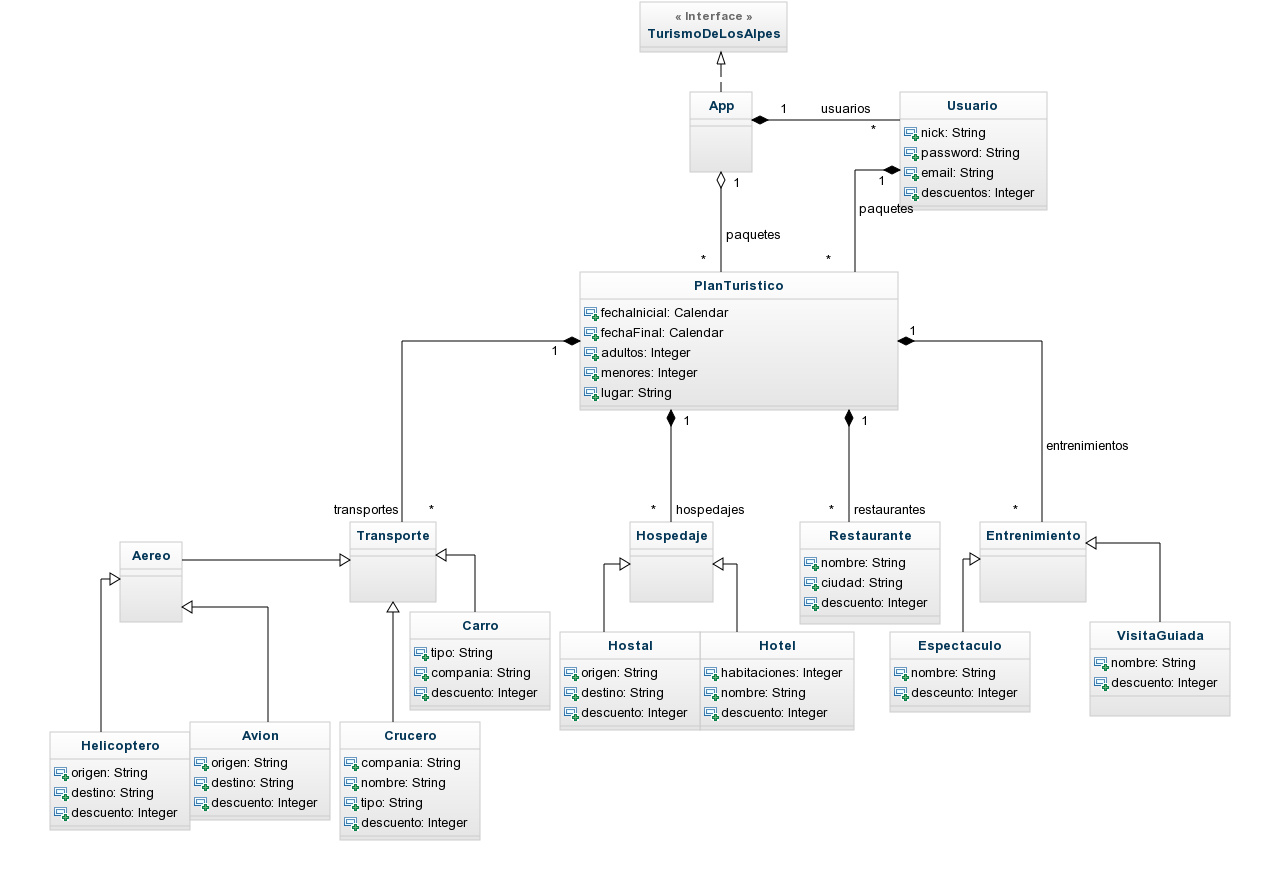 « Interface »
TurismoDeLosAlpes
App
1
usuarios
*
Usuario
nick: String
password: String
email: String
descuentos: Integer
1
paquetes
*
1
paquetes
*
PlanTuristico
fechaInicial: Calendar
fechaFinal: Calendar
adultos: Integer
menores: Integer
lugar: String
1
transportes
*
1
*
hospedajes
1
*
restaurantes
1
entrenimientos
*
Aereo
Transporte
Hospedaje
Restaurante
nombre: String
ciudad: String
descuento: Integer
Entrenimiento
Carro
tipo: String
compania: String
descuento: Integer
Hostal
origen: String
destino: String
descuento: Integer
Hotel
habitaciones: Integer
nombre: String
descuento: Integer
Espectaculo
nombre: String
desceunto: Integer
VisitaGuiada
nombre: String
descuento: Integer
Helicoptero
origen: String
destino: String
descuento: Integer
Avion
origen: String
destino: String
descuento: Integer
Crucero
compania: String
nombre: String
tipo: String
descuento: Integer